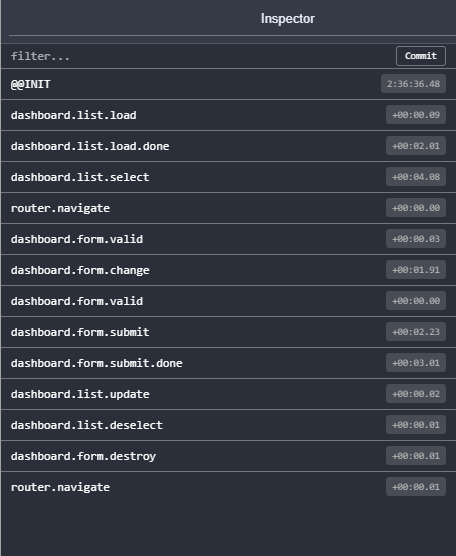 Inspector
filter... Commit
@@INIT 2:36:36.48
dashboard.list.load +00:00.09
dashboard.list.load.done +00:02.01
dashboard.list.select +00:04.08
router.navigate +00:00.00
dashboard.form.valid +00:00.03
dashboard.form.change +00:01.91
dashboard.form.valid +00:00.00
dashboard.form.submit +00:02.23
dashboard.form.submit.done +00:03.01
dashboard.list.update +00:00.02
dashboard.list.deselect +00:00.01
dashboard.form.destroy +00:00.01
router.navigate +00:00.01